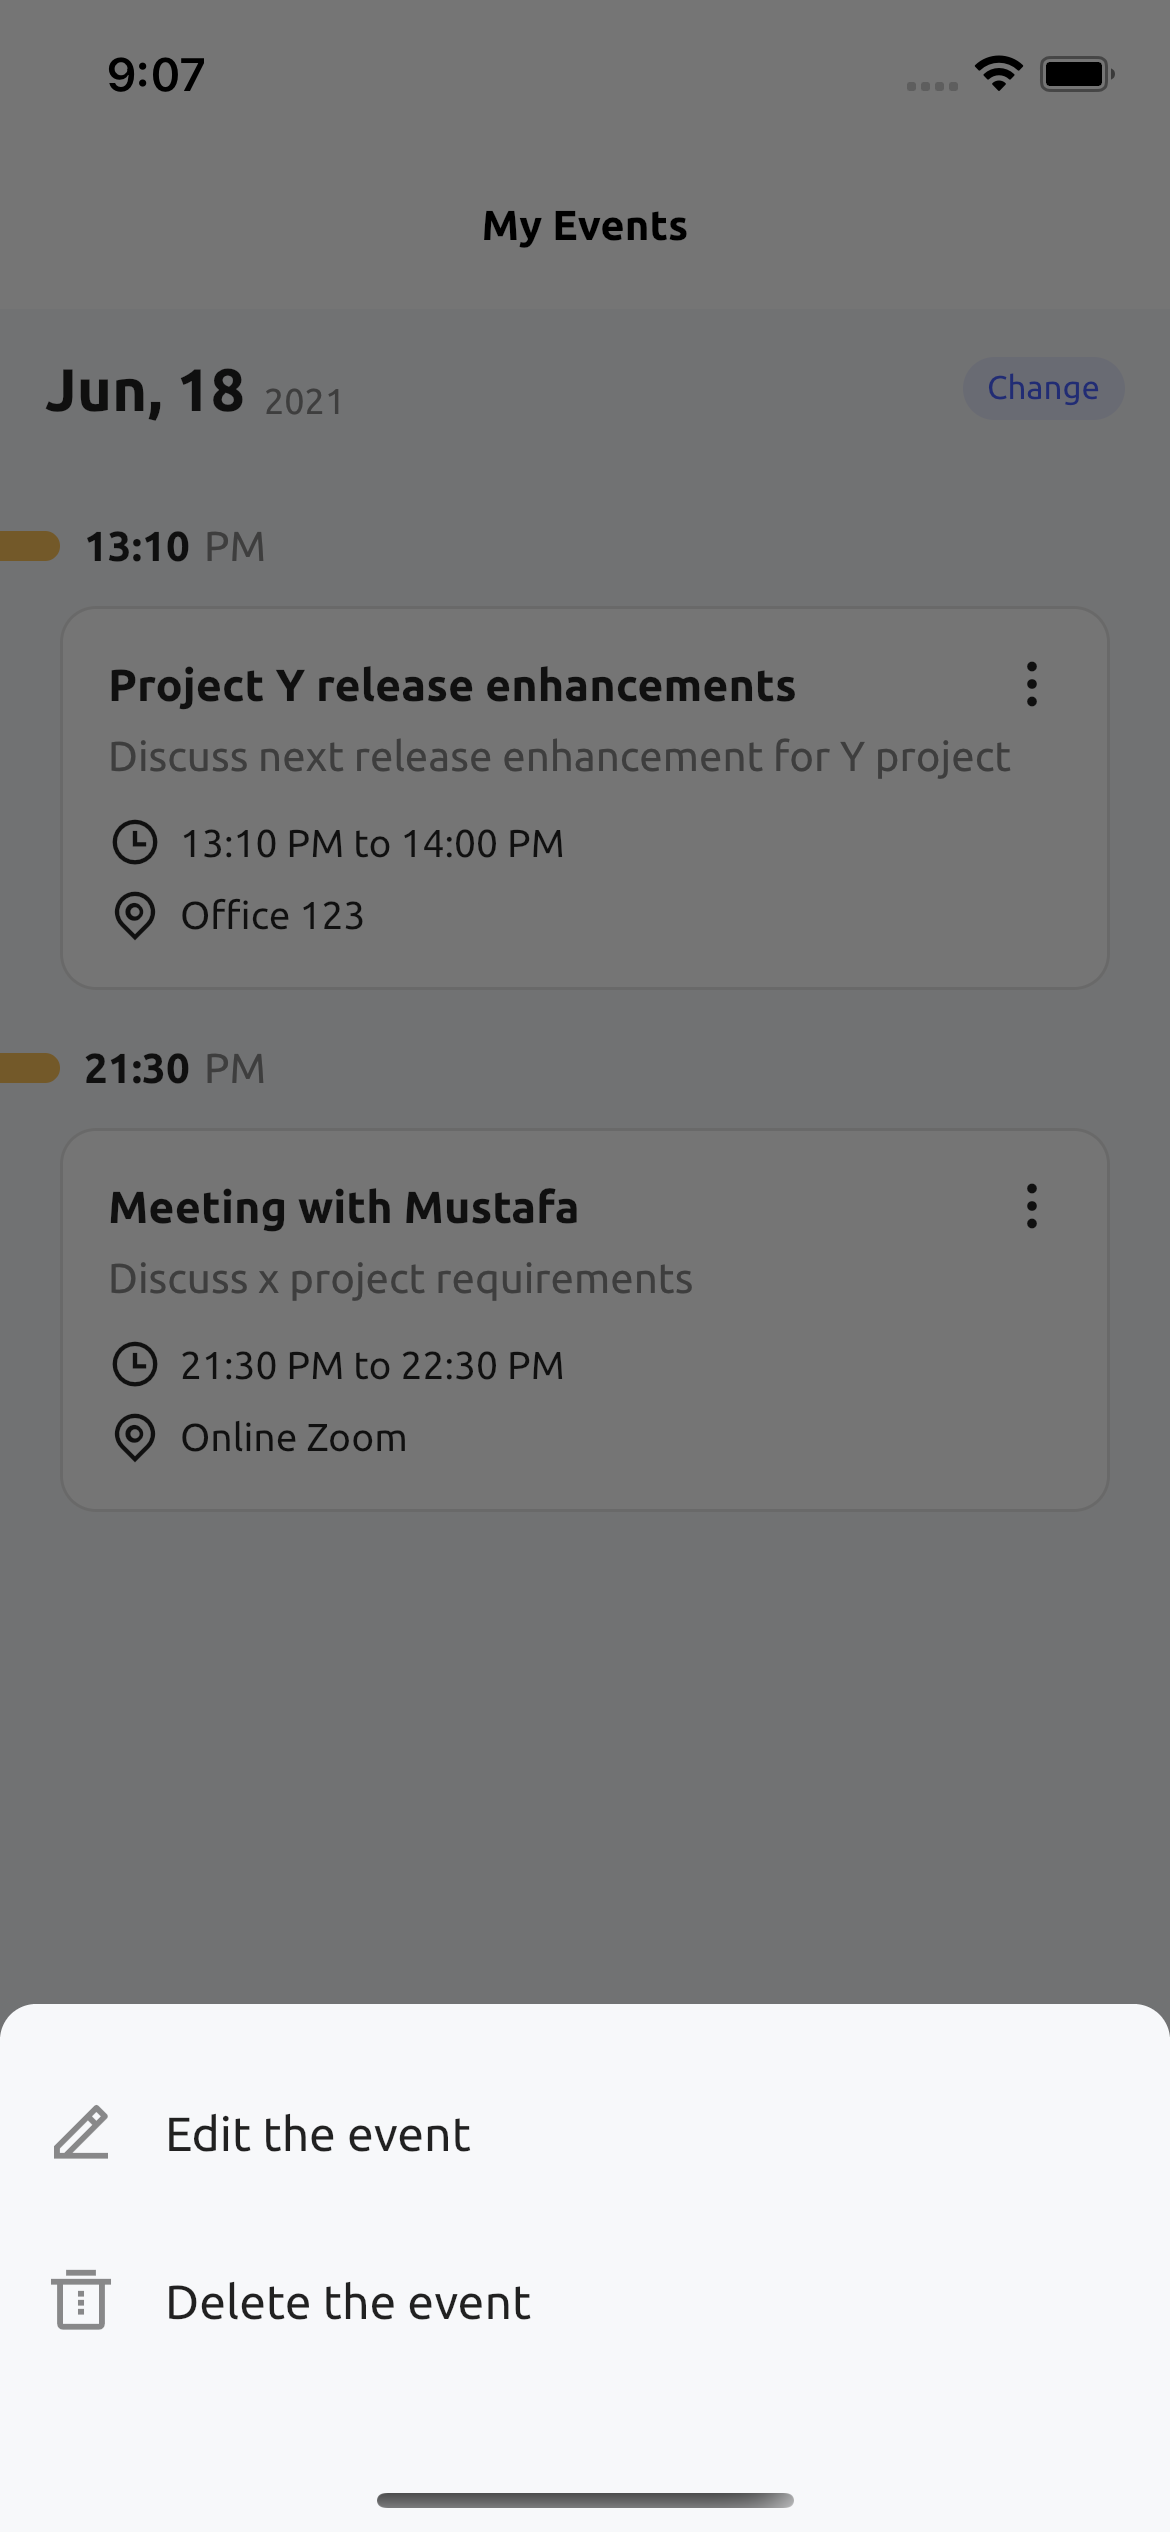 9:07
My Events
Jun, 18 2021
Change
13:10 PM
Project Y release enhancements
Discuss next release enhancement for Y project
13:10 PM to 14:00 PM
Office 123
21:30 PM
Meeting with Mustafa
Discuss x project requirements
21:30 PM to 22:30 PM
Online Zoom
Edit the event
Delete the event